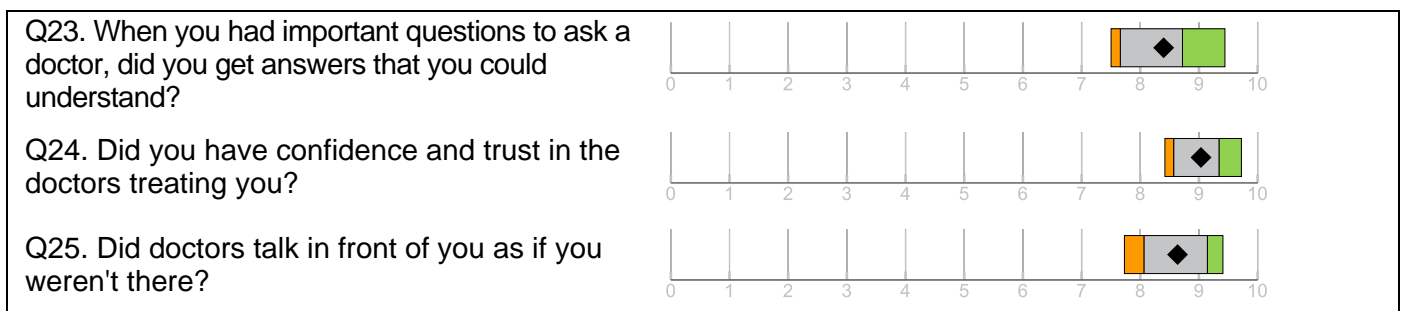 Q23. When you had important questions to ask a
doctor, did you get answers that you could
understand?
0 1 2 3 4 5 6 7 8 9 10
Q24. Did you have confidence and trust in the
doctors treating you?
0 1 2 3 4 5 6 7 8 9 10
Q25. Did doctors talk in front of you as if you
weren't there?
0 1 2 3 4 5 6 7 8 9 10